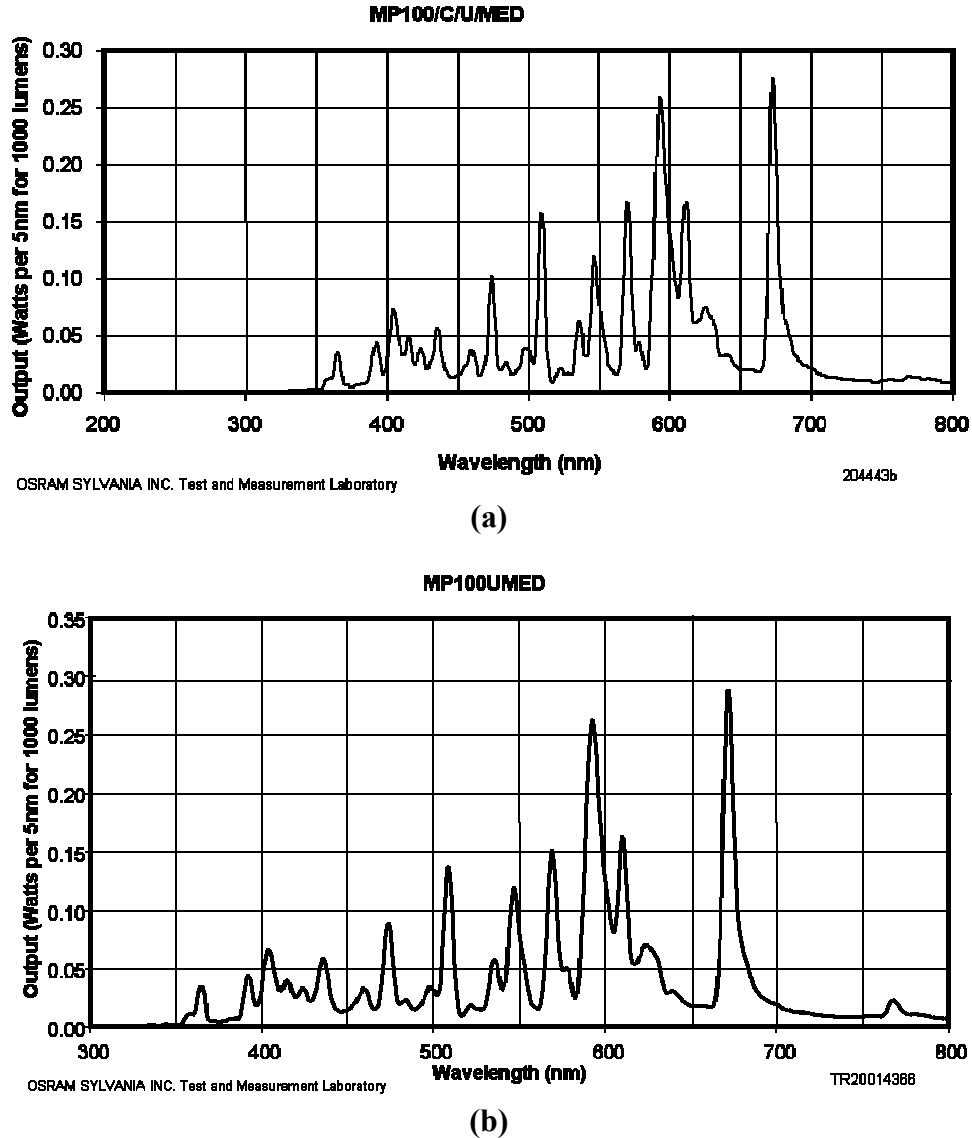 MP100/C/U/MED
Output (Watts per 5nm for 1000 lumens)
0.30
0.25
0.20
0.15
0.10
0.05
0.00
200 300 400 500 600 700 800
Wavelength (nm)
OSRAM SYLVANIA INC. Test and Measurement Laboratory
204443b
(a)
MP100UMED
Output (Watts per 5nm for 1000 lumens)
0.35
0.30
0.25
0.20
0.15
0.10
0.05
0.00
300 400 500 600 700 800
Wavelength (nm)
OSRAM SYLVANIA INC. Test and Measurement Laboratory
TR20014366
(b)